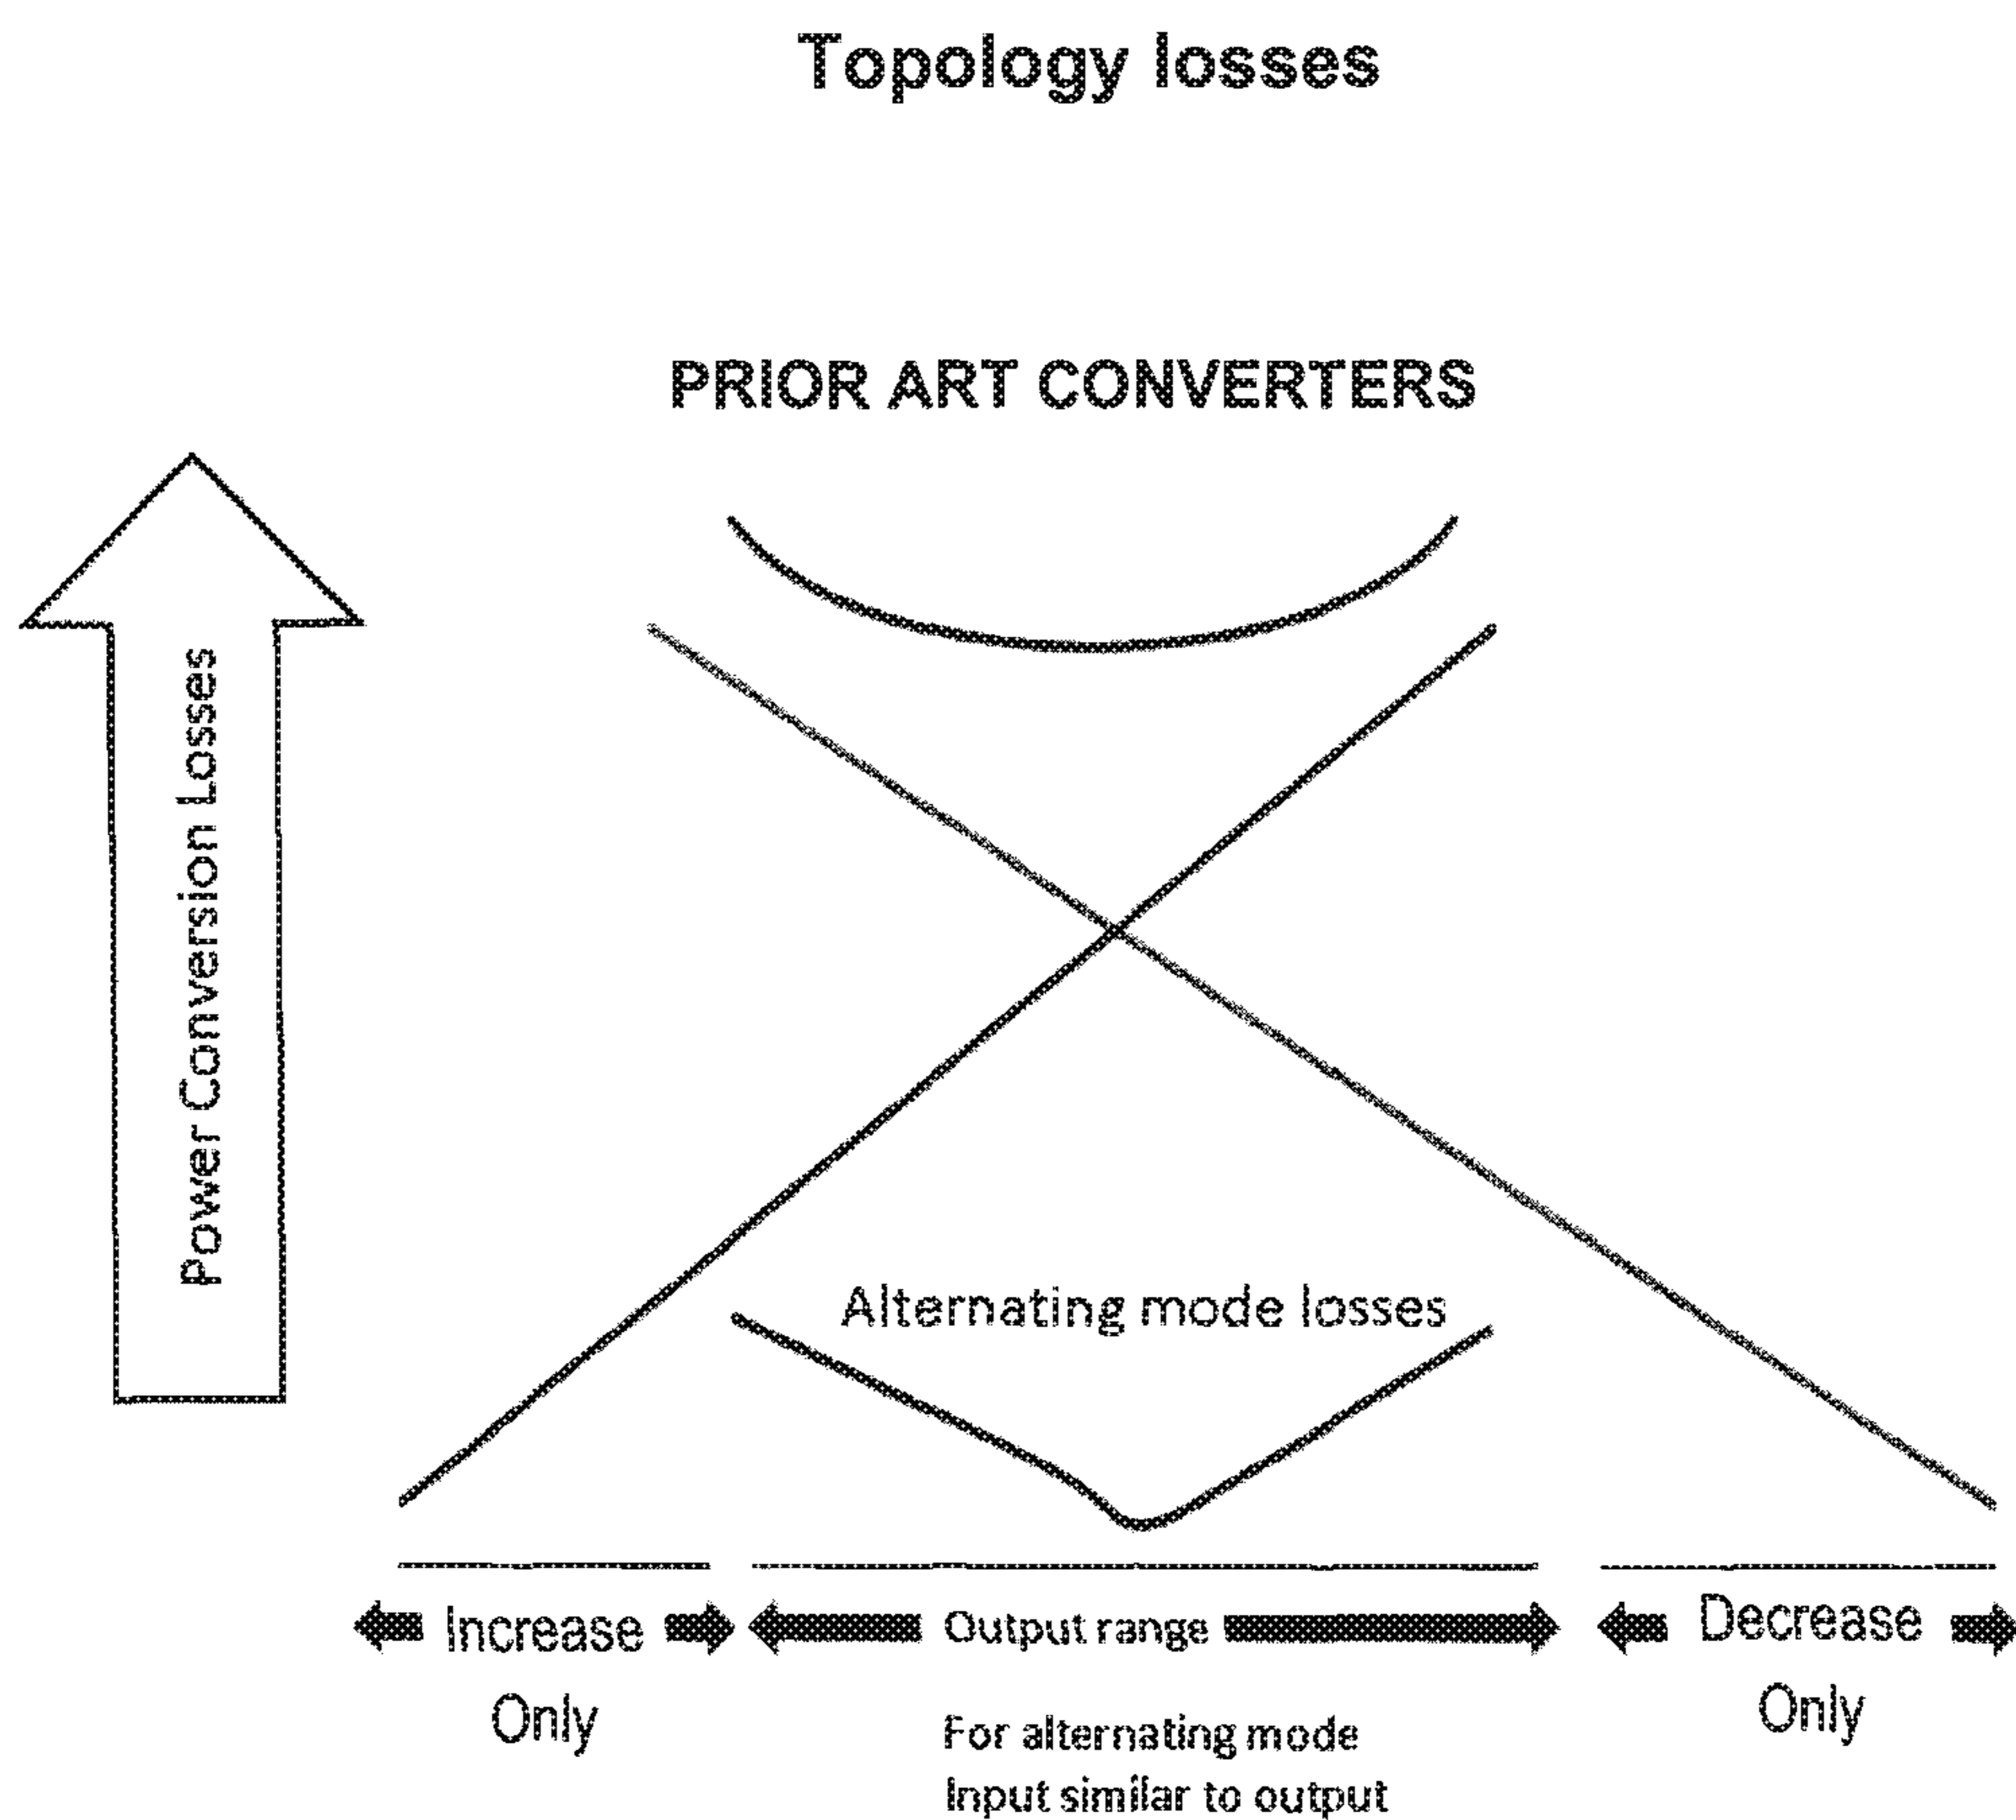 Topology losses
PRIOR ART CONVERTERS
Power Conversion Losses
Alternating mode losses
Increase
Only
Output range
For alternating mode
Input similar to output
Decrease
Only